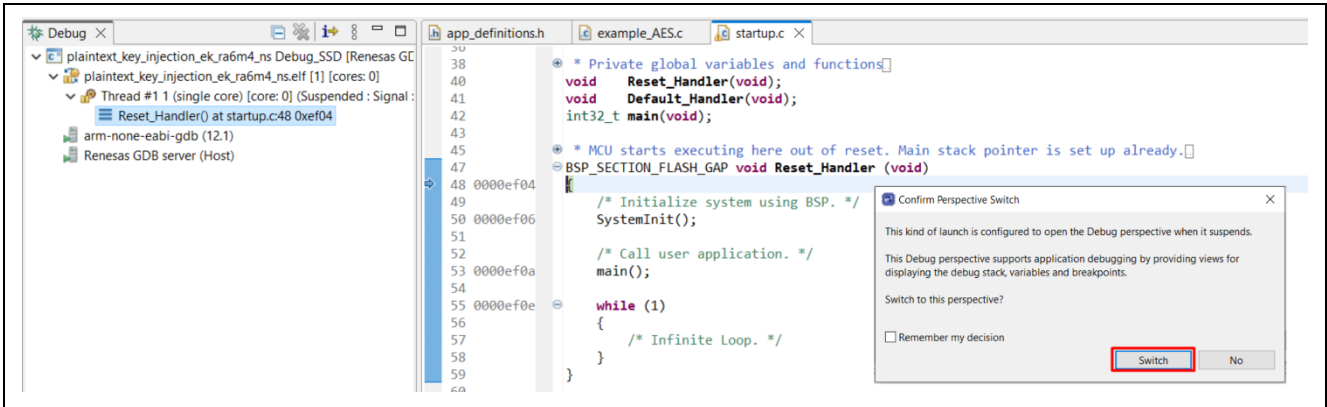 Debug ×
plaintext_key_injection_ek_ra6m4_ns Debug_SSD [Renesas GD
plaintext_key_injection_ek_ra6m4_ns.elf [1] [cores: 0]
Thread #1 1 (single core) [core: 0] (Suspended : Signal :
Reset_Handler() at startup.c:48 0xef04
arm-none-eabi-gdb (12.1)
Renesas GDB server (Host)
app_definitions.h example_AES.c startup.c ×
38 * Private global variables and functions
40 void Reset_Handler(void);
41 void Default_Handler(void);
42 int32_t main(void);
43
45 * MCU starts executing here out of reset. Main stack pointer is set up already.
47 BSP_SECTION_FLASH_GAP void Reset_Handler (void)
48 0000ef04 {
49 /* Initialize system using BSP. */
50 0000ef06 SystemInit();
51
52 /* Call user application. */
53 0000ef0a main();
54
55 0000ef0e while (1)
56 {
57 /* Infinite Loop. */
58 }
59 }
60
Confirm Perspective Switch ×
This kind of launch is configured to open the Debug perspective when it suspends.
This Debug perspective supports application debugging by providing views for
displaying the debug stack, variables and breakpoints.
Switch to this perspective?
Remember my decision
Switch No